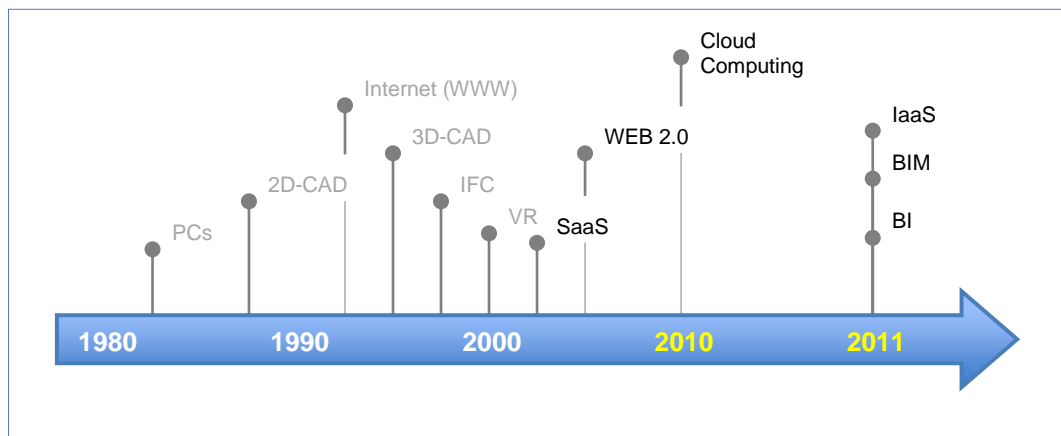 Cloud
Computing
Internet (WWW)
IaaS
3D-CAD
WEB 2.0
BIM
2D-CAD
IFC
VR
SaaS
BI
PCs
1980
1990
2000
2010
2011